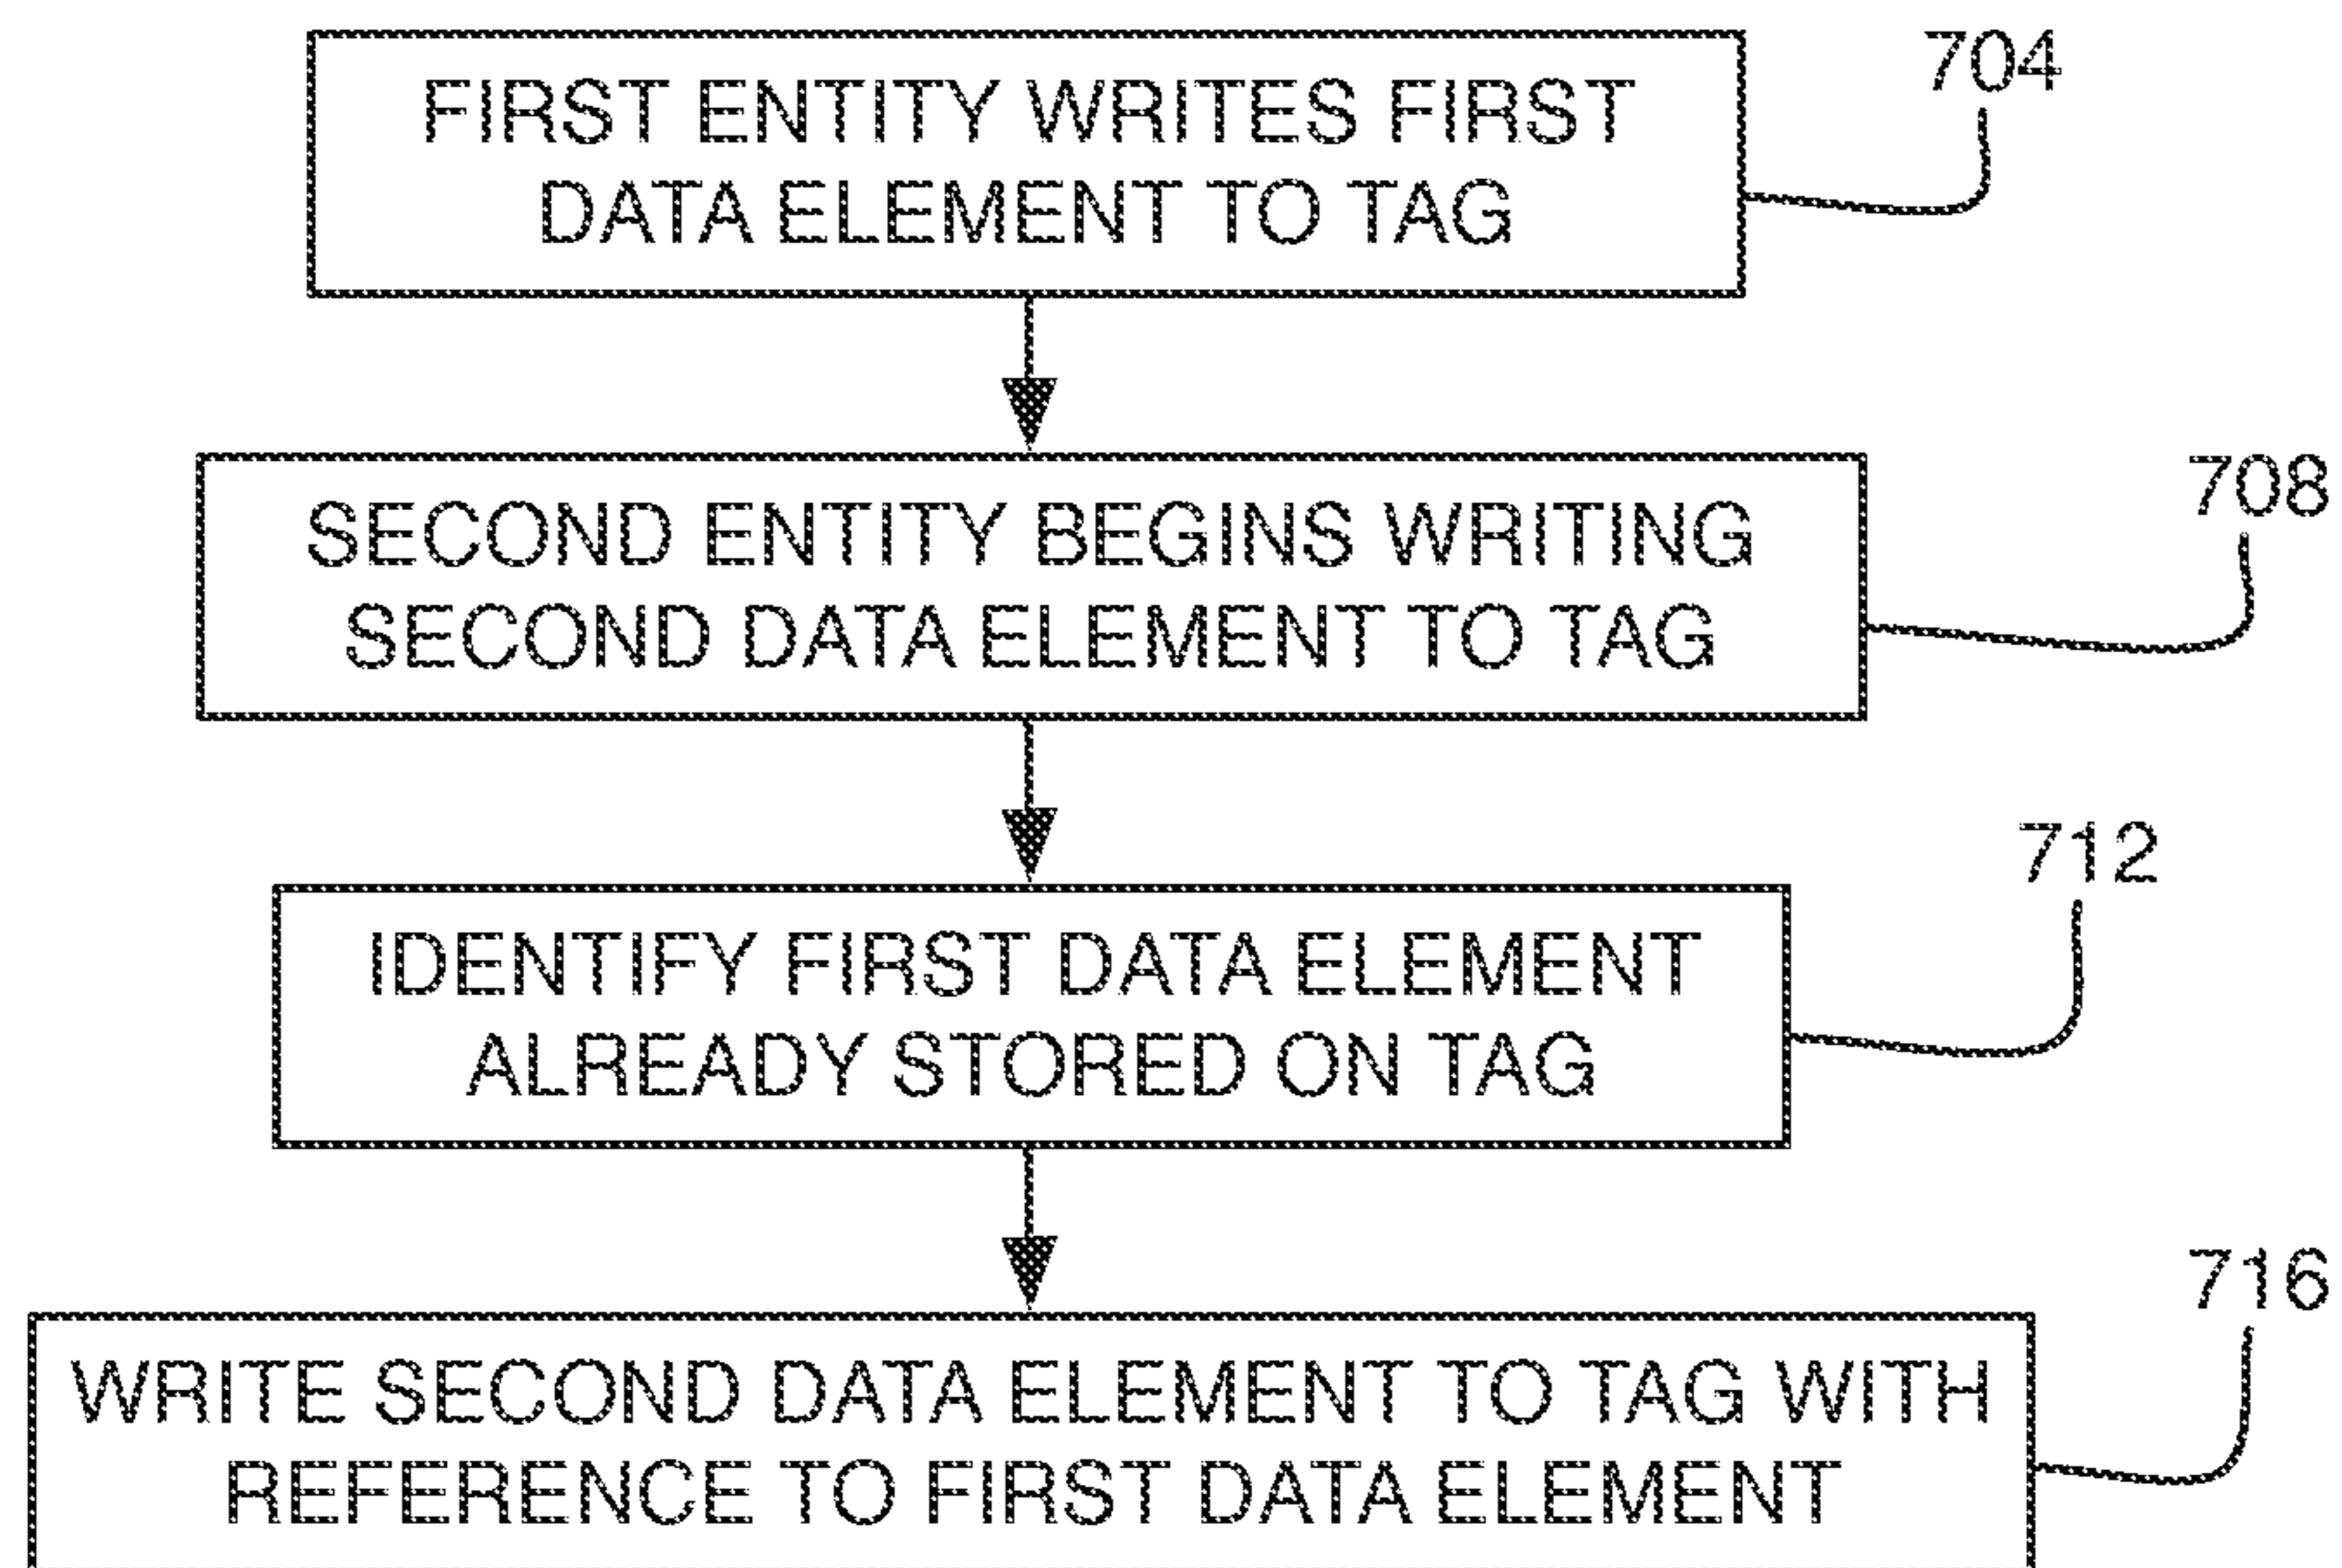 FIRST ENTITY WRITES FIRST
DATA ELEMENT TO TAG
704
SECOND ENTITY BEGINS WRITING
SECOND DATA ELEMENT TO TAG
708
IDENTIFY FIRST DATA ELEMENT
ALREADY STORED ON TAG
712
WRITE SECOND DATA ELEMENT TO TAG WITH
REFERENCE TO FIRST DATA ELEMENT
716